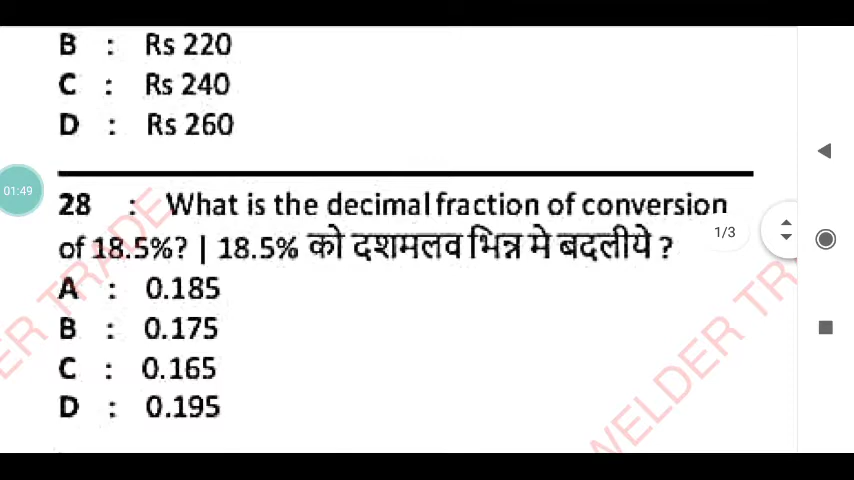 B : Rs 220
C : Rs 240
D : Rs 260
01:49
28 : What is the decimal fraction of conversion
of 18.5%? | 18.5% को दशमलव भिन्न मे बदलीये ?
1/3
A : 0.185
B : 0.175
C : 0.165
D : 0.195
ER TRADE
WELDER TR